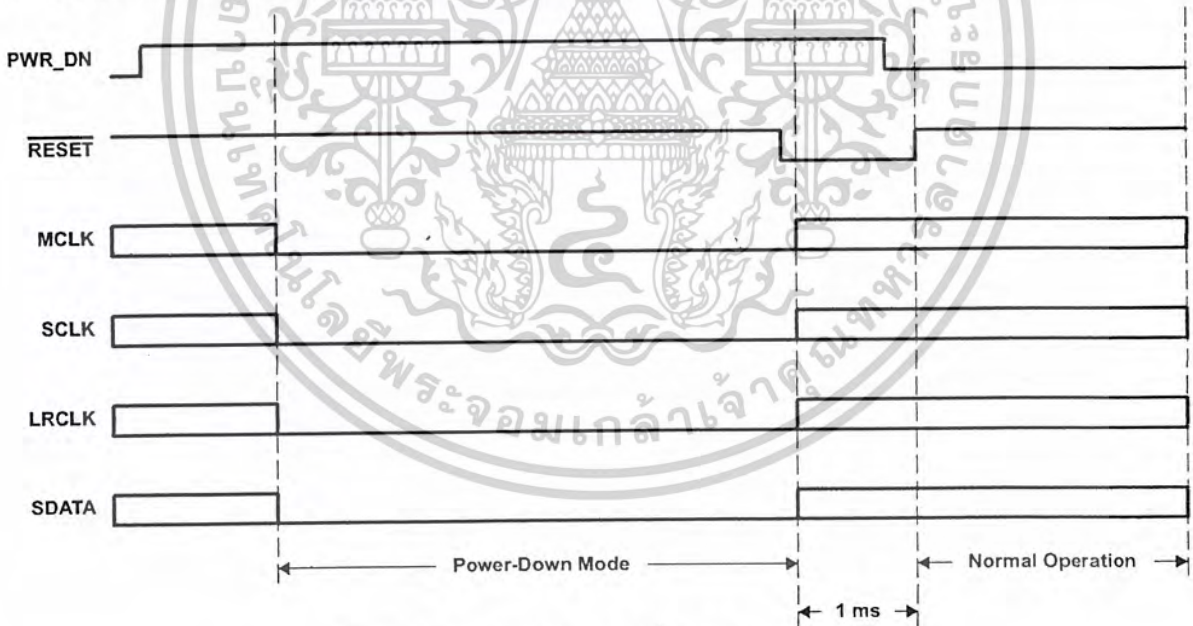 PWR_DN
RESET
MCLK
SCLK
LRCLK
SDATA
Power-Down Mode
Normal Operation
1 ms